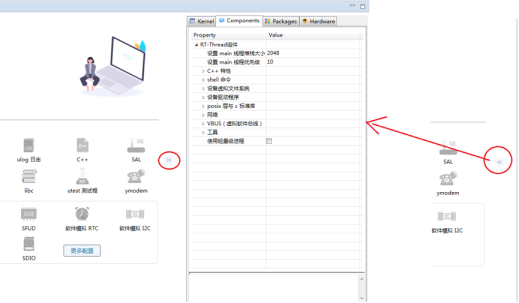 Kernel Components Packages Hardware
Property Value
RT-Thread组件
设置 main 线程堆栈大小 2048
设置 main 线程优先级 10
C++ 特性
shell 命令
设备虚拟文件系统
设备驱动程序
posix 层与 c 标准库
网络
VBUS（虚拟软件总线）
工具
使用轻量级进程
ulog 日志 C++ SAL
libc utest 测试框 ymodem
SFUD 软件模拟 RTC 软件模拟 I2C
SDIO
更多配置
SAL
ymodem
软件模拟 I2C